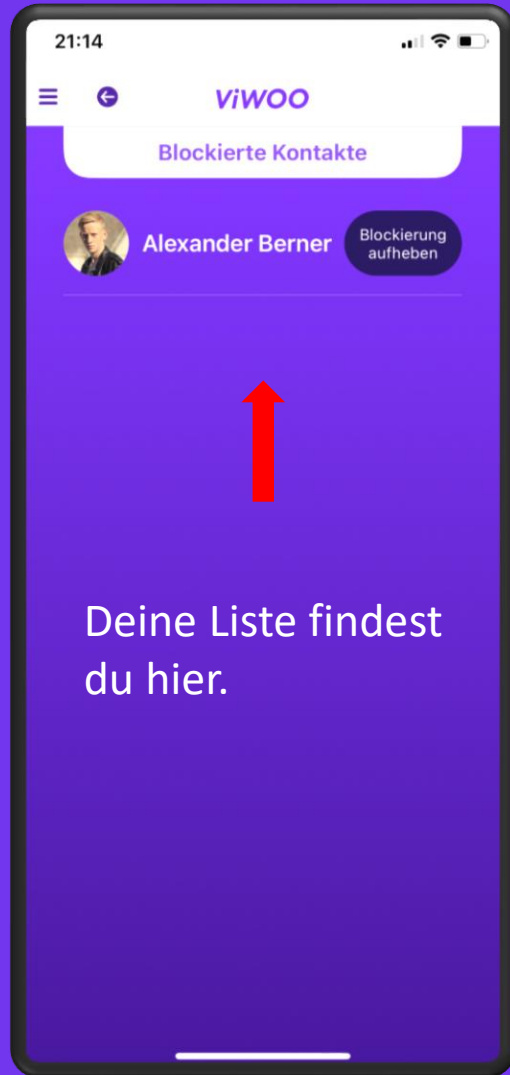 21:14
ViWOO
Blockierte Kontakte
Alexander Berner
Blockierung
aufheben
Deine Liste findest
du hier.